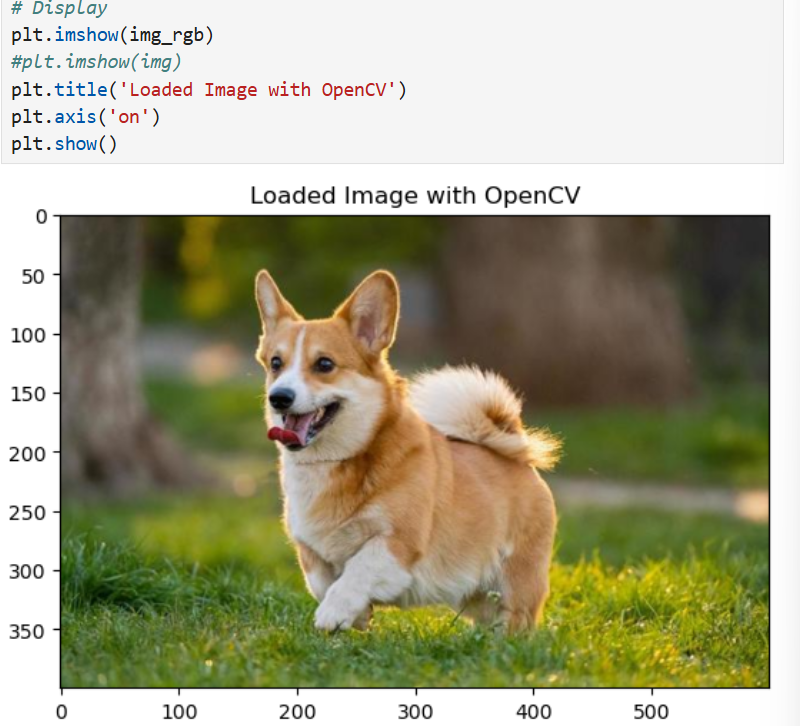 # Display
plt.imshow(img_rgb)
#plt.imshow(img)
plt.title('Loaded Image with OpenCV')
plt.axis('on')
plt.show()
Loaded Image with OpenCV
0
50
100
150
200
250
300
350
0 100 200 300 400 500